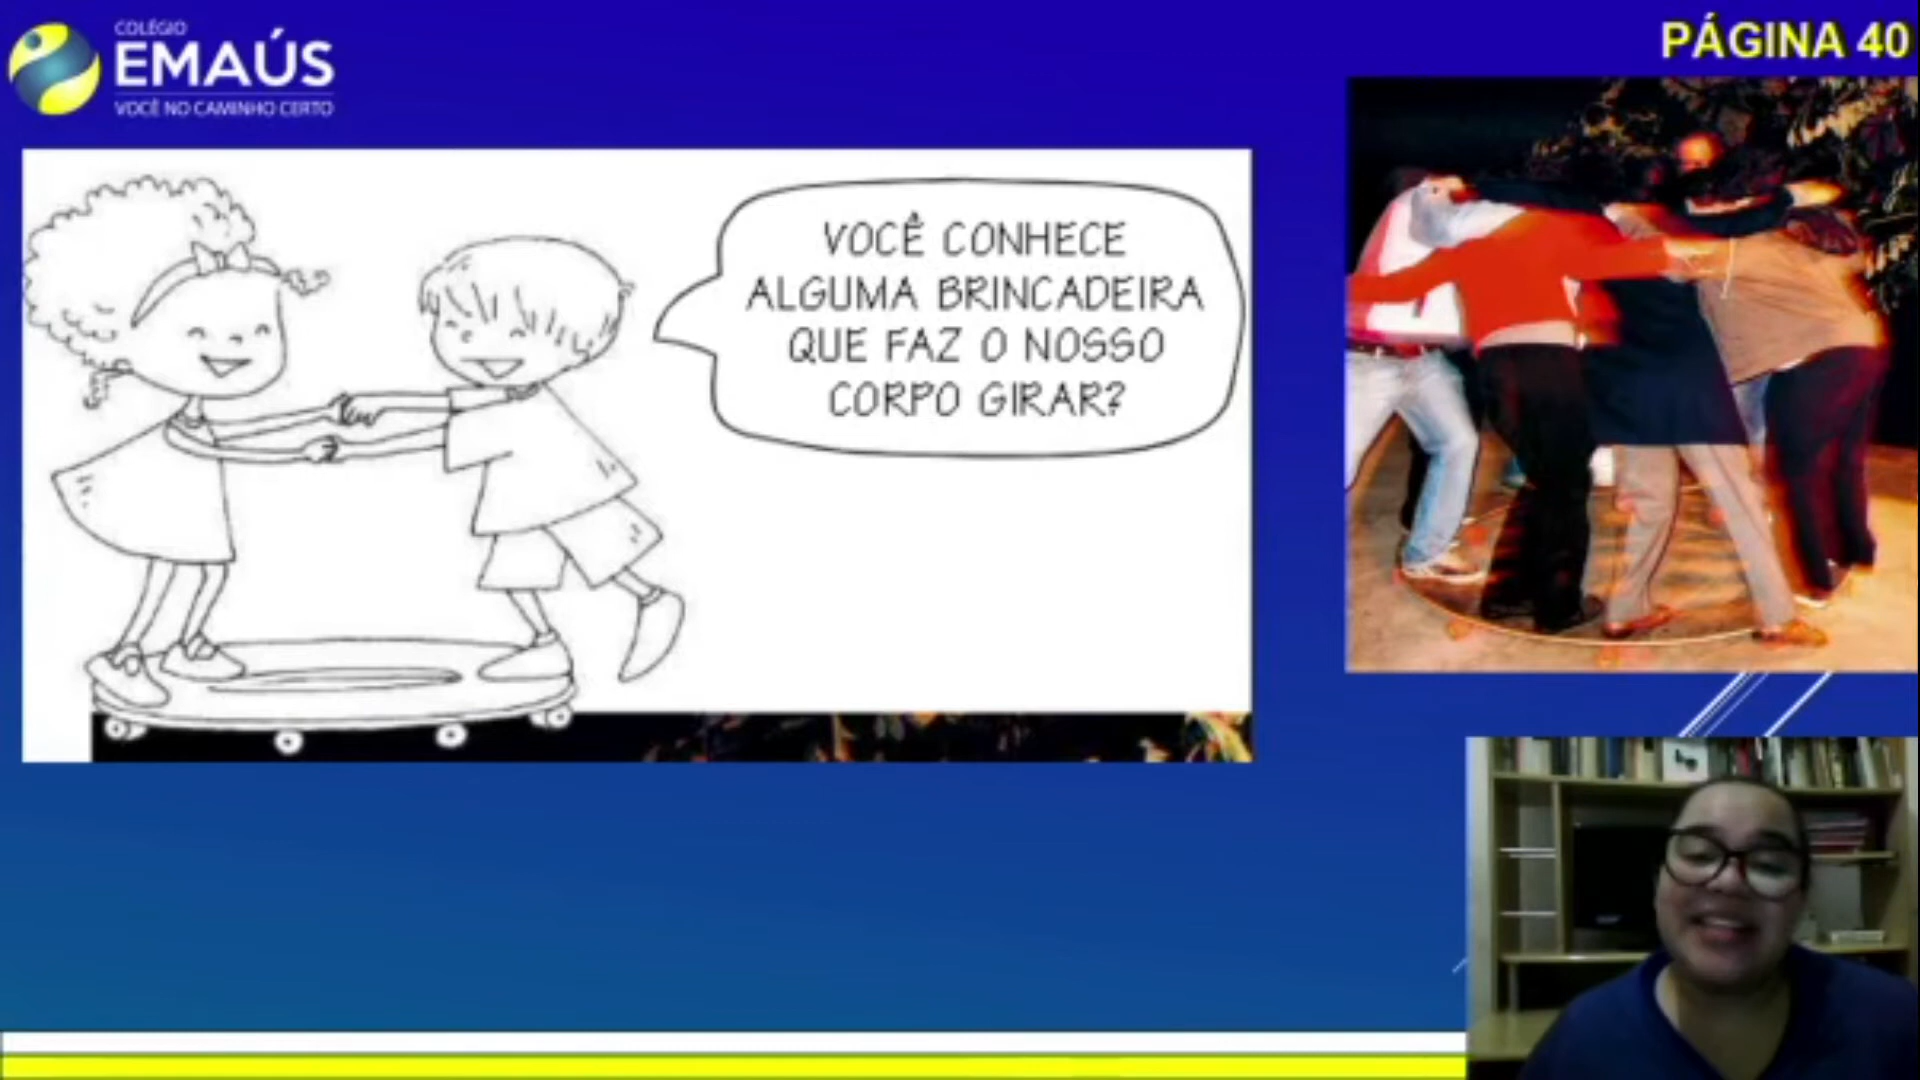 COLÉGIO
EMAÚS
VOCÊ NO CAMINHO CERTO
PÁGINA 40
VOCÊ CONHECE
ALGUMA BRINCADEIRA
QUE FAZ O NOSSO
CORPO GIRAR?